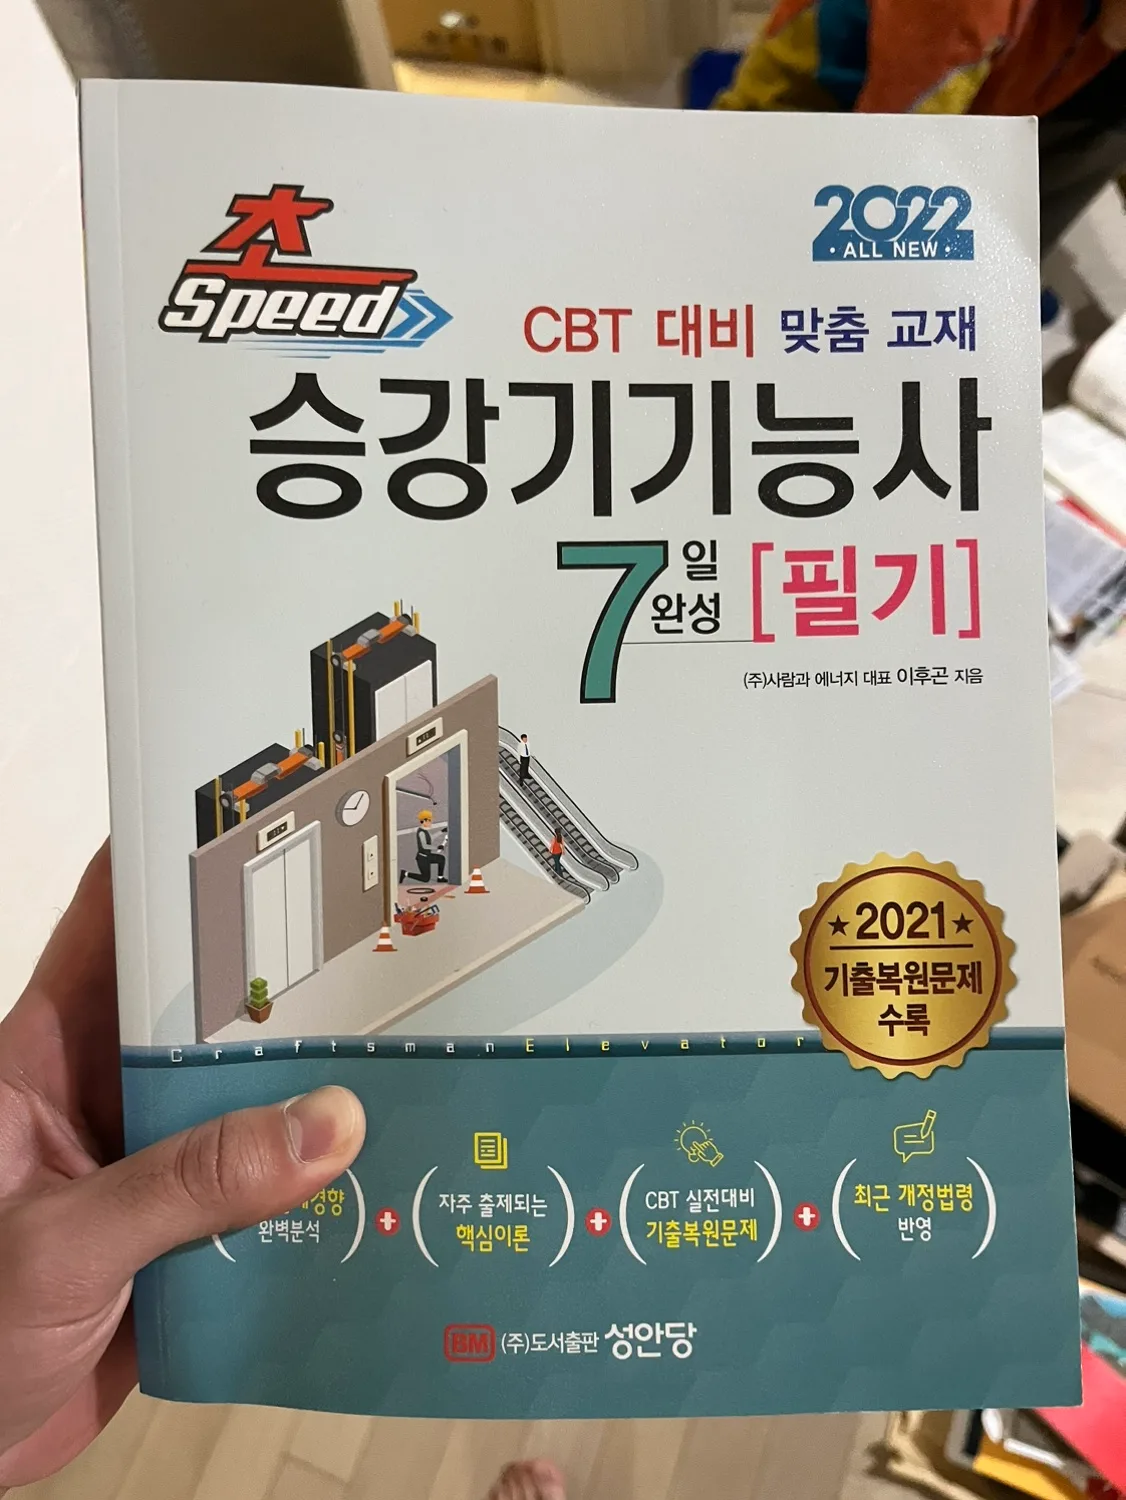 초
Speed
2022
· ALL NEW ·
CBT 대비 맞춤 교재
승강기기능사
7일
완성
[필기]
(주)사람과 에너지 대표 이후곤 지음
★2021★
기출복원문제
수록
Craftsman Elevator
경향
완벽분석
자주 출제되는
핵심이론
CBT 실전대비
기출복원문제
최근 개정법령
반영
BM (주)도서출판 성안당